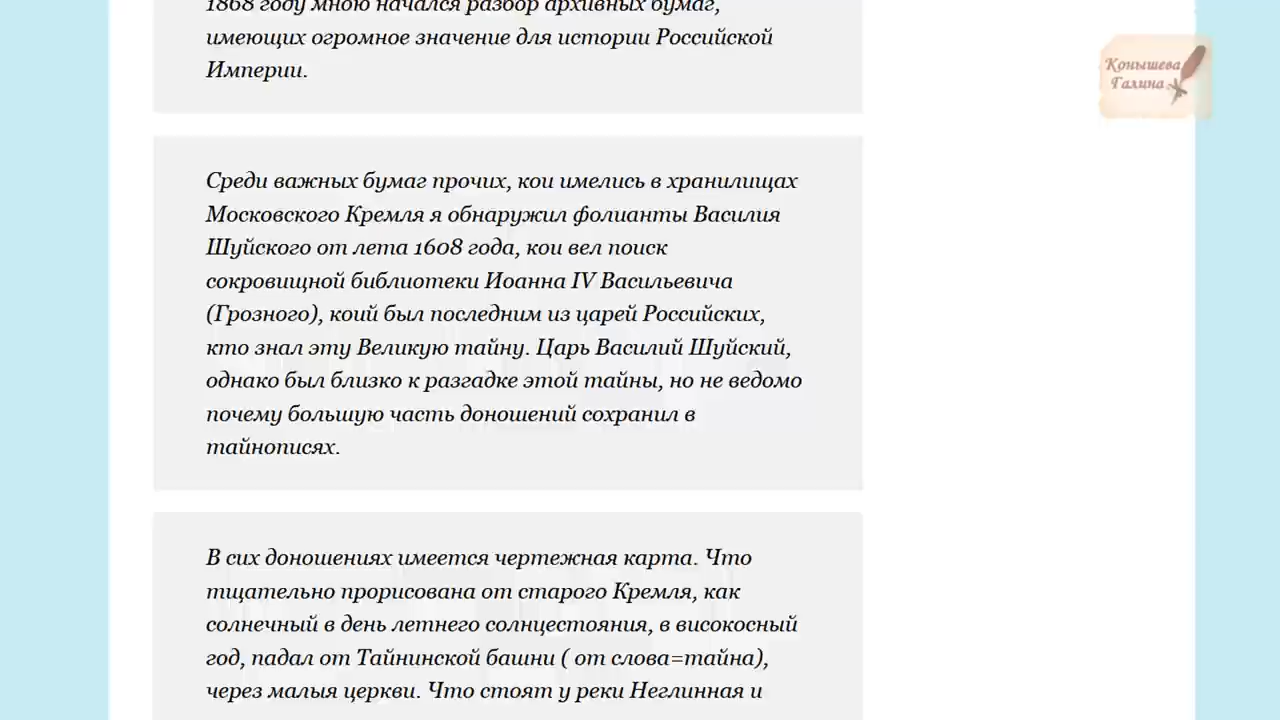 1868 году мною начался разбор архивных бумаг,
имеющих огромное значение для истории Российской
Империи.
Среди важных бумаг прочих, кои имелись в хранилищах
Московского Кремля я обнаружил фолианты Василия
Шуйского от лета 1608 года, кои вел поиск
сокровищной библиотеки Иоанна IV Васильевича
(Грозного), коий был последним из царей Российских,
кто знал эту Великую тайну. Царь Василий Шуйский,
однако был близко к разгадке этой тайны, но не ведомо
почему большую часть доношений сохранил в
тайнописях.
В сих доношениях имеется чертежная карта. Что
тщательно прорисована от старого Кремля, как
солнечный в день летнего солнцестояния, в високосный
год, падал от Тайнинской башни ( от слова=тайна),
через малыя церкви. Что стоят у реки Неглинная и
Конышева
Галина